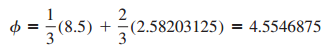 ϕ = 1/3(8.5) + 2/3(2.58203125) = 4.5546875